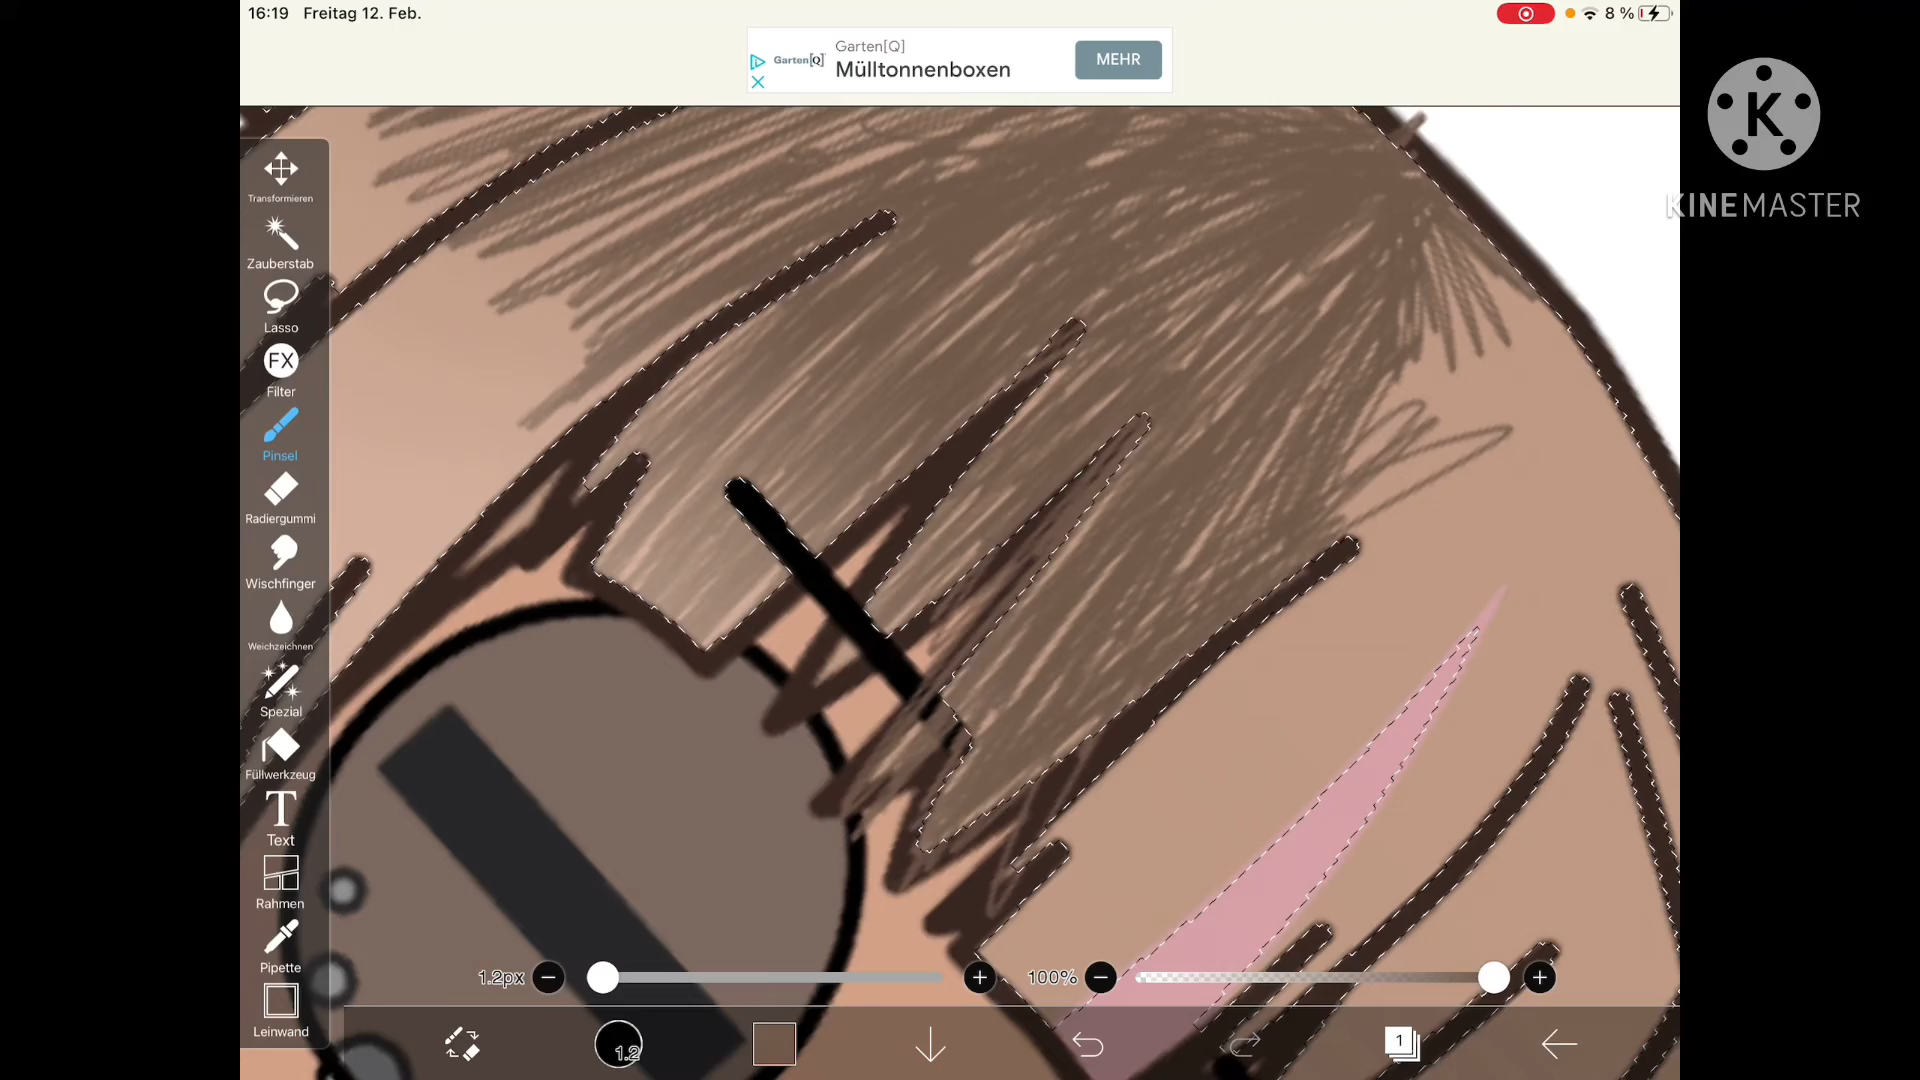 16:19 Freitag 12. Feb.
8 %
Garten[Q]
Garten[Q]
Mülltonnenboxen
MEHR
K
KINEMASTER
Transformieren
Zauberstab
Lasso
FX
Filter
Pinsel
Radiergummi
Wischfinger
Weichzeichnen
Spezial
Füllwerkzeug
T
Text
Rahmen
Pipette
Leinwand
1.2px
100%
1.2
1